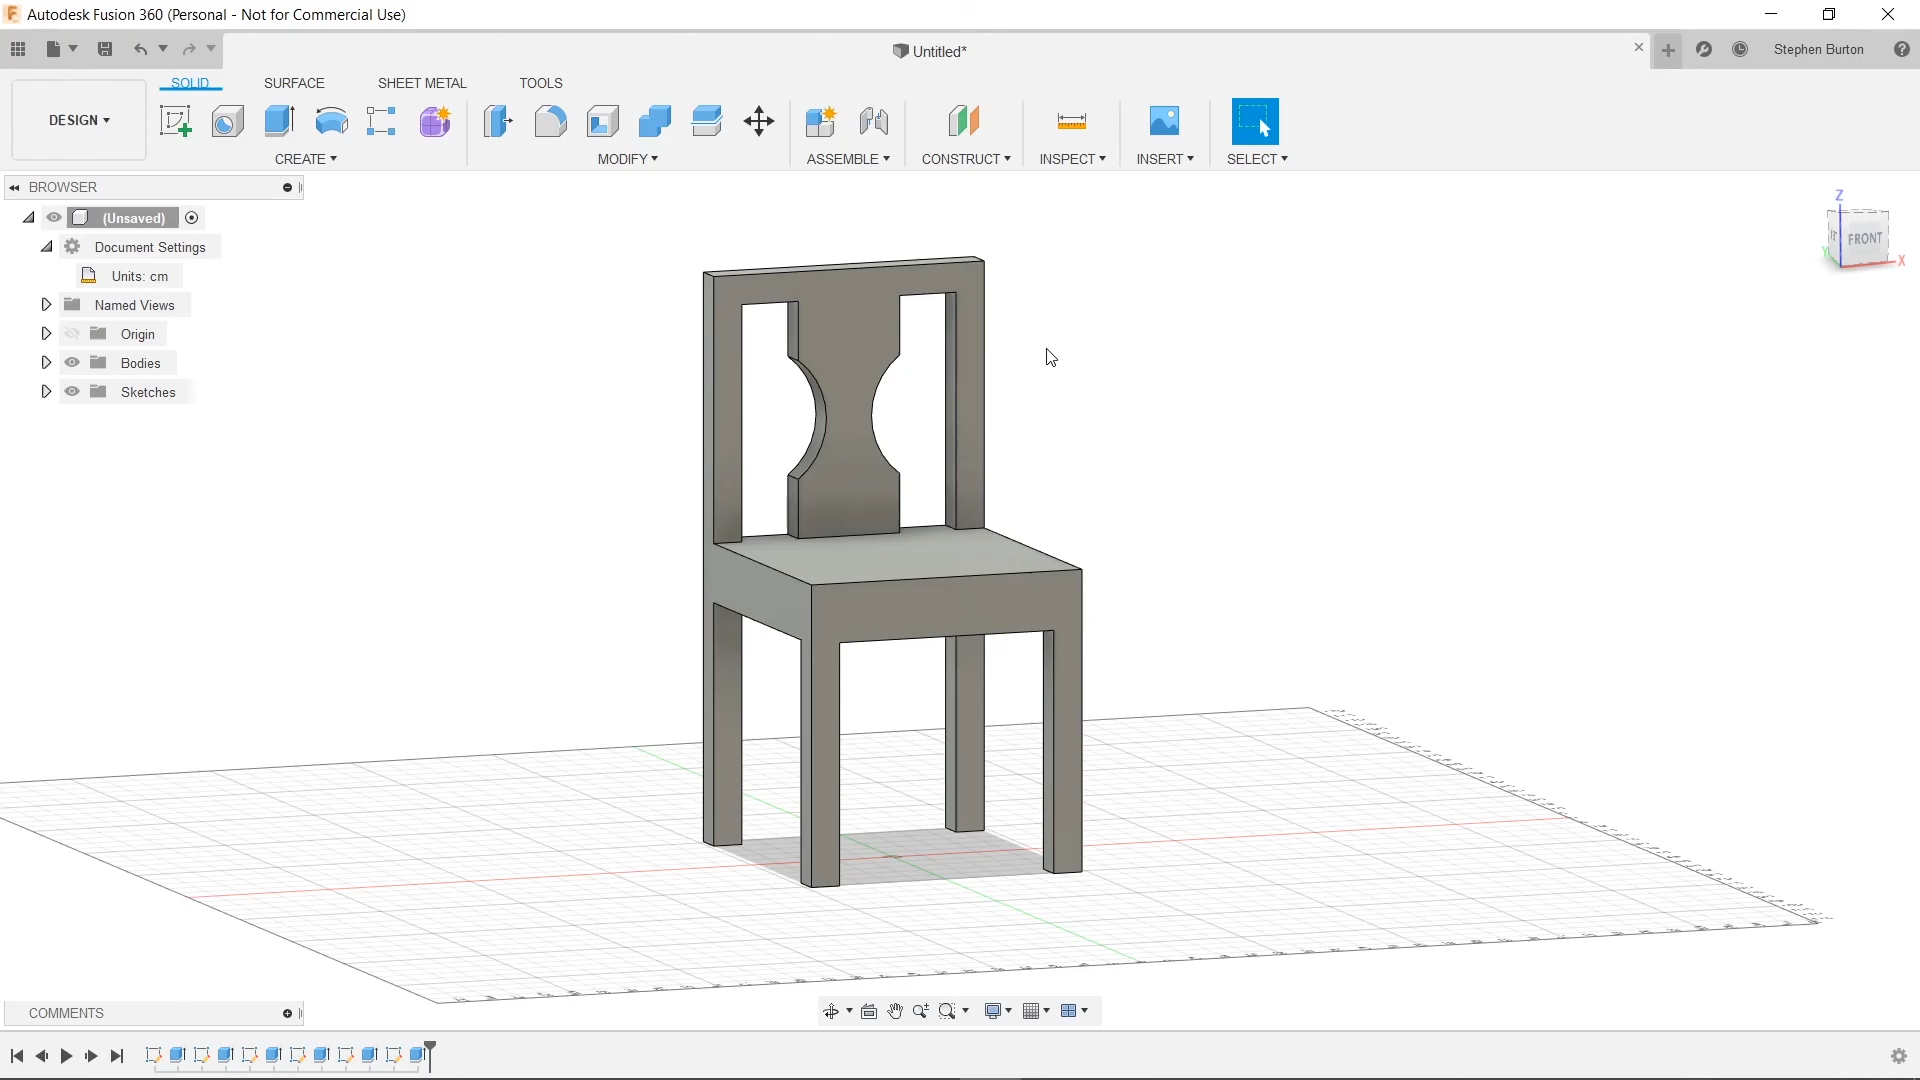 Autodesk Fusion 360 (Personal - Not for Commercial Use)
Untitled*
Stephen Burton
DESIGN
SOLID
SURFACE
SHEET METAL
TOOLS
CREATE
MODIFY
ASSEMBLE
CONSTRUCT
INSPECT
INSERT
SELECT
BROWSER
(Unsaved)
Document Settings
Units: cm
Named Views
Origin
Bodies
Sketches
Z
FRONT
Y
X
COMMENTS